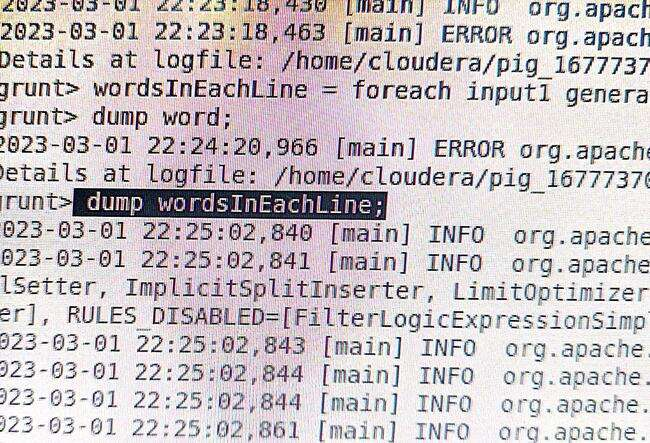 2023-03-01 22:23:18,430 [main] INFO org.apach
2023-03-01 22:23:18,463 [main] ERROR org.apac
Details at logfile: /home/cloudera/pig_1677737
grunt> wordsInEachLine = foreach input1 genera
grunt> dump word;
2023-03-01 22:24:20,966 [main] ERROR org.apache
Details at logfile: /home/cloudera/pig_16777370
grunt> dump wordsInEachLine;
023-03-01 22:25:02,840 [main] INFO org.apache
023-03-01 22:25:02,841 [main] INFO org.apache.
lSetter, ImplicitSplitInserter, LimitOptimizer
er], RULES_DISABLED=[FilterLogicExpressionSimpl
023-03-01 22:25:02,843 [main] INFO org.apache.
023-03-01 22:25:02,844 [main] INFO org.apache.
023-03-01 22:25:02,844 [main] INFO org.apache.
023-03-01 22:25:02,861 [main] INFO org.apache.